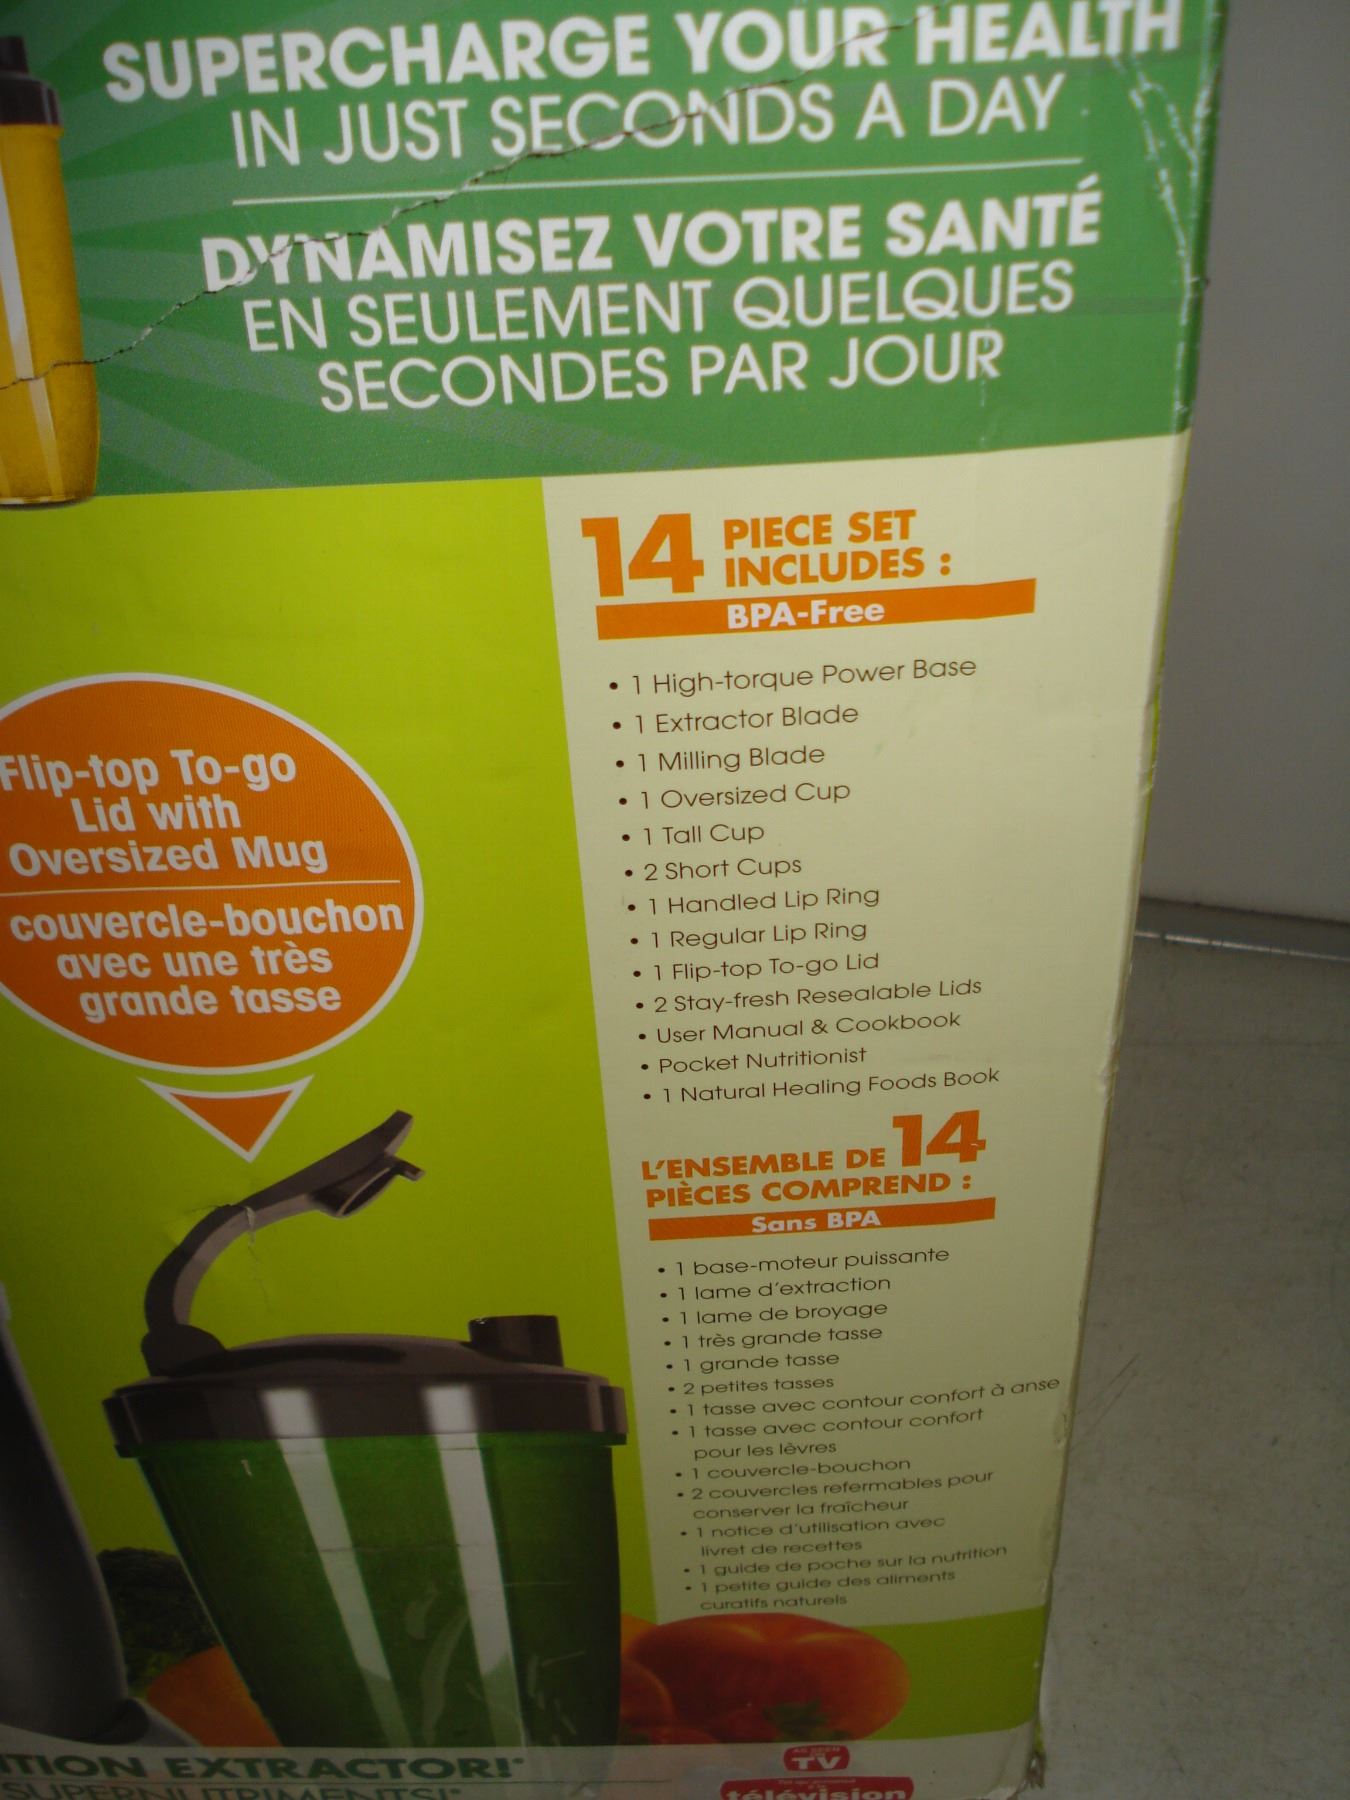 SUPERCHARGE YOUR HEALTH
IN JUST SECONDS A DAY
DYNAMISEZ VOTRE SANTÉ
EN SEULEMENT QUELQUES
SECONDES PAR JOUR
14 PIECE SET
INCLUDES :
BPA-Free
• 1 High-torque Power Base
• 1 Extractor Blade
• 1 Milling Blade
• 1 Oversized Cup
• 1 Tall Cup
• 2 Short Cups
• 1 Handled Lip Ring
• 1 Regular Lip Ring
• 1 Flip-top To-go Lid
• 2 Stay-fresh Resealable Lids
• User Manual & Cookbook
• Pocket Nutritionist
• 1 Natural Healing Foods Book
L'ENSEMBLE DE 14
PIÈCES COMPREND :
Sans BPA
• 1 base-moteur puissante
• 1 lame d'extraction
• 1 lame de broyage
• 1 très grande tasse
• 1 grande tasse
• 2 petites tasses
• 1 tasse avec contour confort à anse
• 1 tasse avec contour confort
pour les lèvres
• 1 couvercle-bouchon
• 2 couvercles refermables pour
conserver la fraîcheur
• 1 notice d'utilisation avec
livret de recettes
• 1 guide de poche sur la nutrition
• 1 petite guide des aliments
curatifs naturels
Flip-top To-go
Lid with
Oversized Mug
couvercle-bouchon
avec une très
grande tasse
TION EXTRACTOR!*
SUPERNUTRIMENTS!*
AS SEEN
ON
TV
télévision